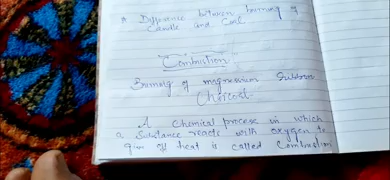 * Difference between burning of
Candle and Coal
Combustion
Burning of magnesium Ribbon
Charcoal
A chemical process in which
a Substance reacts with oxygen to
give off heat is called Combustion